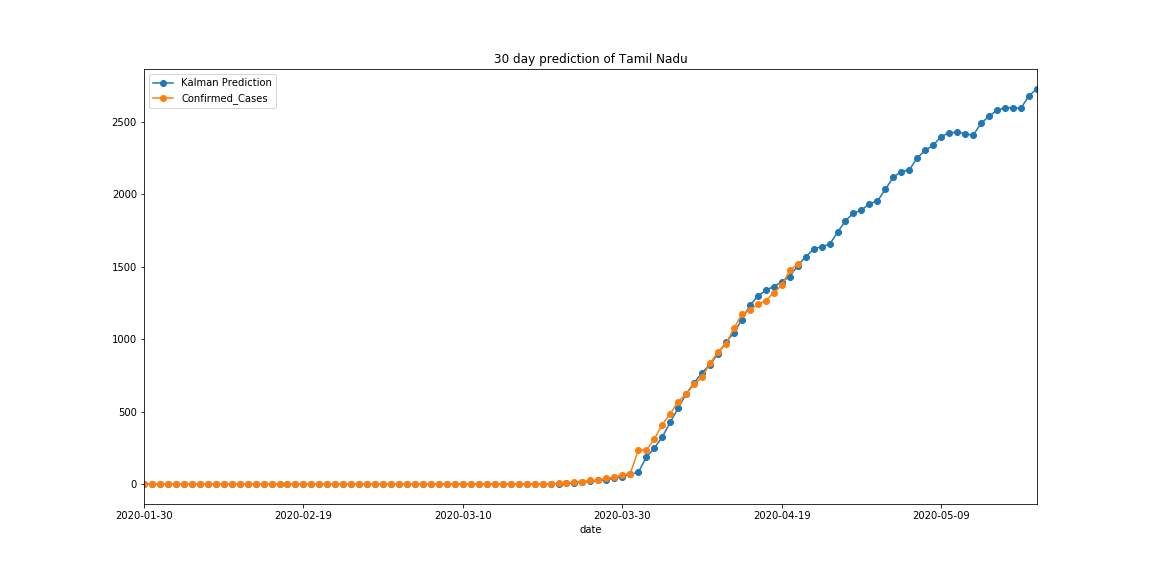 30 day prediction of Tamil Nadu
Kalman Prediction
Confirmed_Cases
2500
2000
1500
1000
500
0
2020-01-30 2020-02-19 2020-03-10 2020-03-30 2020-04-19 2020-05-09
date